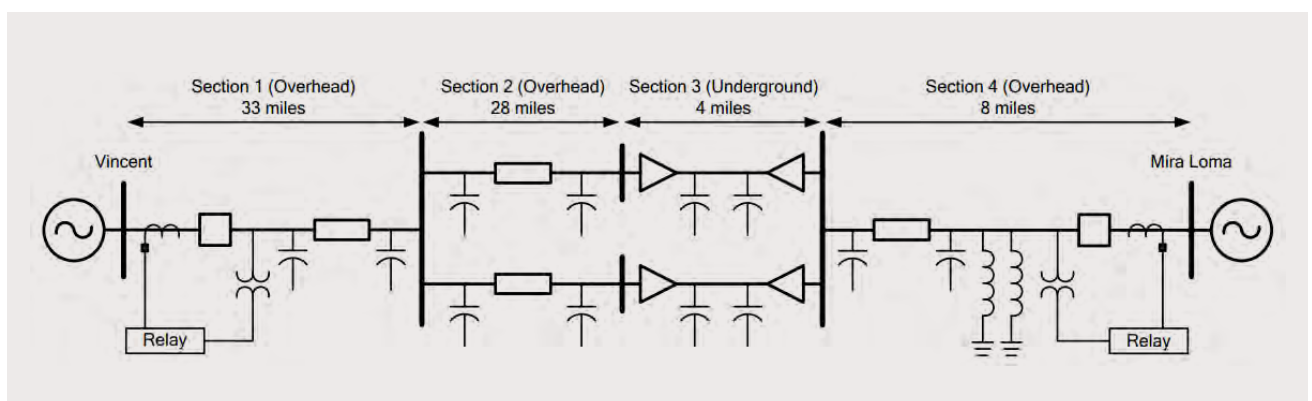 Section 1 (Overhead)
33 miles
Section 2 (Overhead)
28 miles
Section 3 (Underground)
4 miles
Section 4 (Overhead)
8 miles
Vincent
Mira Loma
Relay
Relay